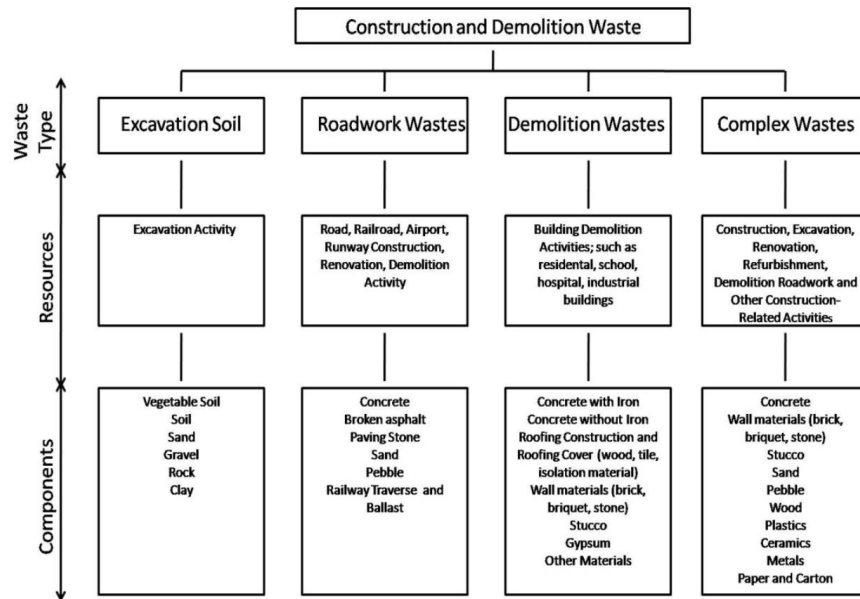 Construction and Demolition Waste
Waste
Type
Excavation Soil
Roadwork Wastes
Demolition Wastes
Complex Wastes
Resources
Excavation Activity
Road, Railroad, Airport,
Runway Construction,
Renovation, Demolition
Activity
Building Demolition
Activities; such as
residental, school,
hospital, industrial
buildings
Construction, Excavation,
Renovation,
Refurbishment,
Demolition Roadwork and
Other Construction-
Related Activities
Components
Vegetable Soil
Soil
Sand
Gravel
Rock
Clay
Concrete
Broken asphalt
Paving Stone
Sand
Pebble
Railway Traverse and
Ballast
Concrete with Iron
Concrete without Iron
Roofing Construction and
Roofing Cover (wood, tile,
isolation material)
Wall materials (brick,
briquet, stone)
Stucco
Gypsum
Other Materials
Concrete
Wall materials (brick,
briquet, stone)
Stucco
Sand
Pebble
Wood
Plastics
Ceramics
Metals
Paper and Carton